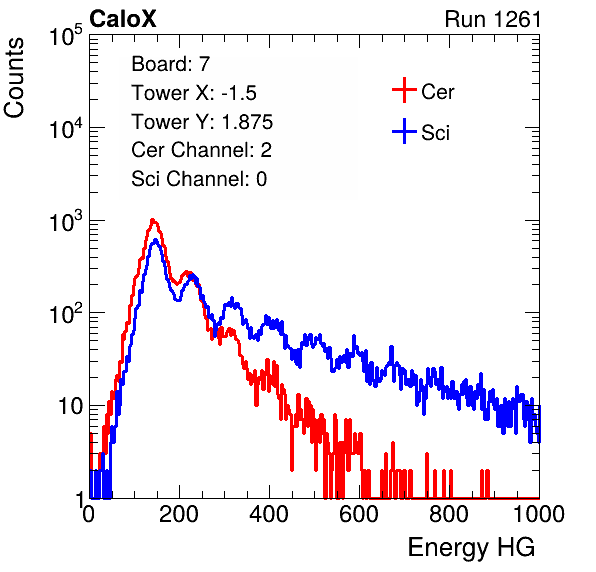 CaloX Run 1261
Counts
10^5
10^4
10^3
10^2
10
1
Board: 7
Tower X: -1.5
Tower Y: 1.875
Cer Channel: 2
Sci Channel: 0
Cer
Sci
0 200 400 600 800 1000
Energy HG